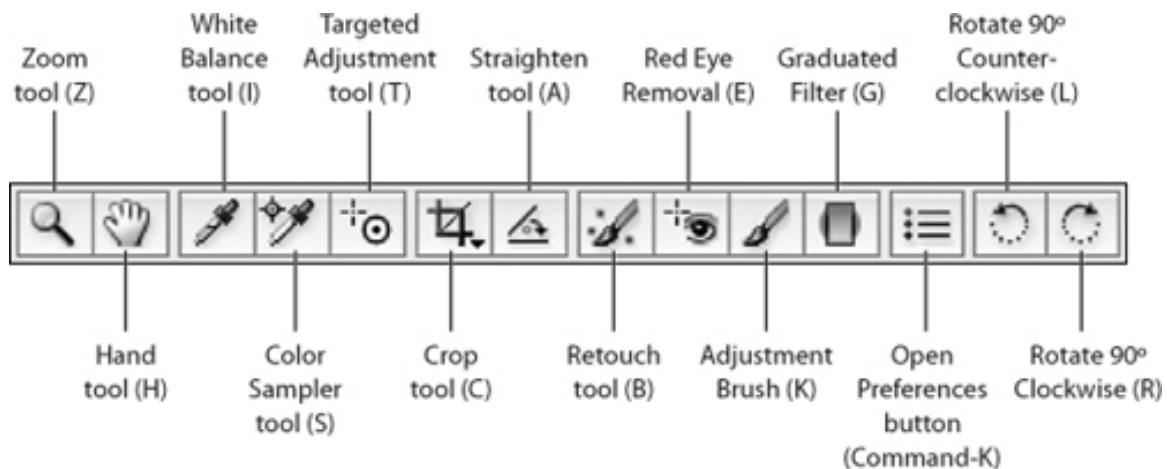 Zoom
tool (Z)
White
Balance
tool (I)
Targeted
Adjustment
tool (T)
Straighten
tool (A)
Red Eye
Removal (E)
Graduated
Filter (G)
Rotate 90º
Counter-
clockwise (L)
Hand
tool (H)
Color
Sampler
tool (S)
Crop
tool (C)
Retouch
tool (B)
Adjustment
Brush (K)
Open
Preferences
button
(Command-K)
Rotate 90º
Clockwise (R)